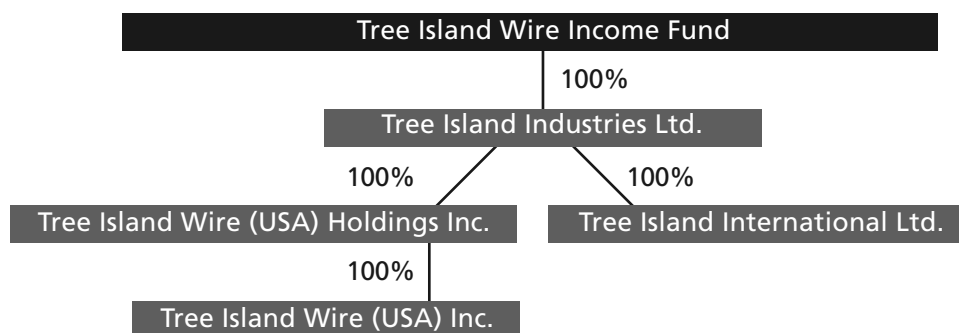 Tree Island Wire Income Fund
100%
Tree Island Industries Ltd.
100%
100%
Tree Island Wire (USA) Holdings Inc.
Tree Island International Ltd.
100%
Tree Island Wire (USA) Inc.